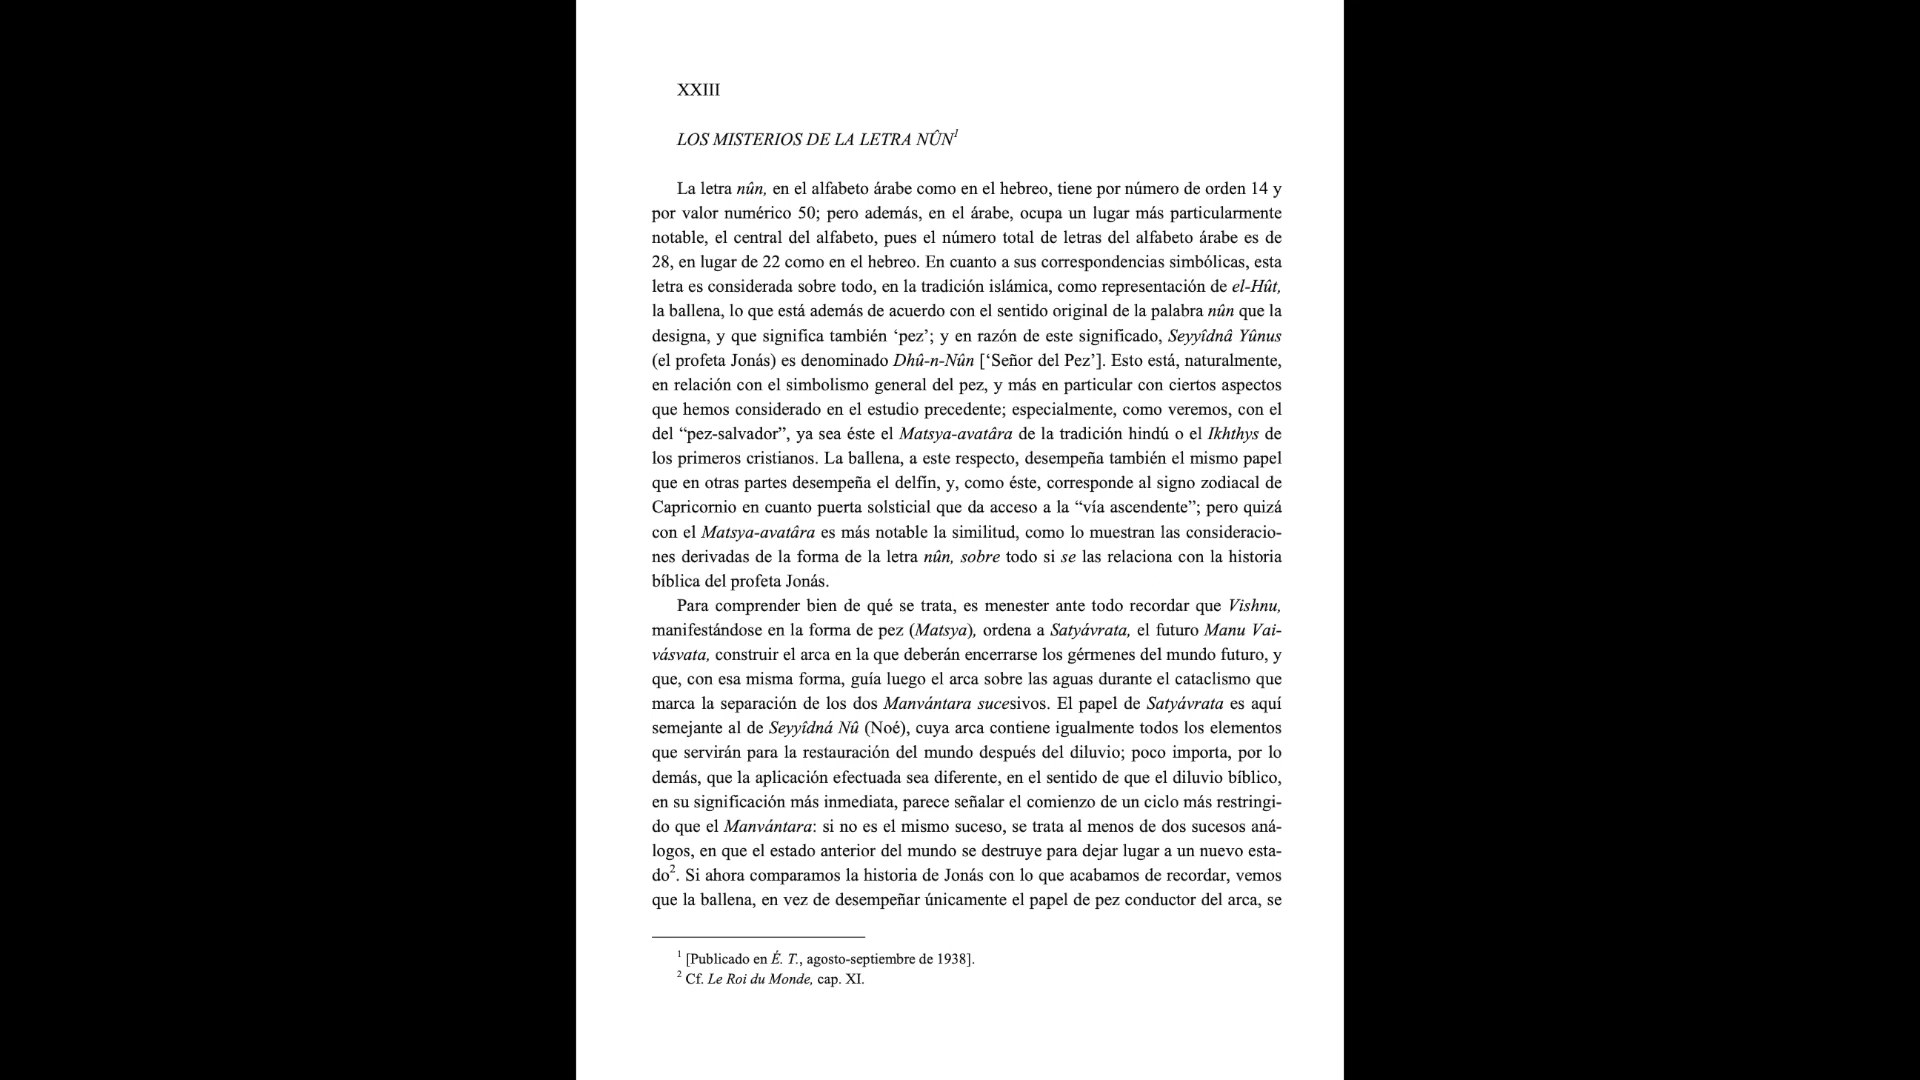 XXIII
LOS MISTERIOS DE LA LETRA NÛN1
La letra nûn, en el alfabeto árabe como en el hebreo, tiene por número de orden 14 y
por valor numérico 50; pero además, en el árabe, ocupa un lugar más particularmente
notable, el central del alfabeto, pues el número total de letras del alfabeto árabe es de
28, en lugar de 22 como en el hebreo. En cuanto a sus correspondencias simbólicas, esta
letra es considerada sobre todo, en la tradición islámica, como representación de el-Hût,
la ballena, lo que está además de acuerdo con el sentido original de la palabra nûn que la
designa, y que significa también ‘pez’; y en razón de este significado, Seyyîdnâ Yûnus
(el profeta Jonás) es denominado Dhû-n-Nûn [‘Señor del Pez’]. Esto está, naturalmente,
en relación con el simbolismo general del pez, y más en particular con ciertos aspectos
que hemos considerado en el estudio precedente; especialmente, como veremos, con el
del “pez-salvador”, ya sea éste el Matsya-avatâra de la tradición hindú o el Ikhthys de
los primeros cristianos. La ballena, a este respecto, desempeña también el mismo papel
que en otras partes desempeña el delfín, y, como éste, corresponde al signo zodiacal de
Capricornio en cuanto puerta solsticial que da acceso a la “vía ascendente”; pero quizá
con el Matsya-avatâra es más notable la similitud, como lo muestran las consideracio-
nes derivadas de la forma de la letra nûn, sobre todo si se las relaciona con la historia
bíblica del profeta Jonás.
Para comprender bien de qué se trata, es menester ante todo recordar que Vishnu,
manifestándose en la forma de pez (Matsya), ordena a Satyávrata, el futuro Manu Vai-
vásvata, construir el arca en la que deberán encerrarse los gérmenes del mundo futuro, y
que, con esa misma forma, guía luego el arca sobre las aguas durante el cataclismo que
marca la separación de los dos Manvántara sucesivos. El papel de Satyávrata es aquí
semejante al de Seyyîdná Nû (Noé), cuya arca contiene igualmente todos los elementos
que servirán para la restauración del mundo después del diluvio; poco importa, por lo
demás, que la aplicación efectuada sea diferente, en el sentido de que el diluvio bíblico,
en su significación más inmediata, parece señalar el comienzo de un ciclo más restringi-
do que el Manvántara: si no es el mismo suceso, se trata al menos de dos sucesos aná-
logos, en que el estado anterior del mundo se destruye para dejar lugar a un nuevo esta-
do2. Si ahora comparamos la historia de Jonás con lo que acabamos de recordar, vemos
que la ballena, en vez de desempeñar únicamente el papel de pez conductor del arca, se
1 [Publicado en É. T., agosto-septiembre de 1938].
2 Cf. Le Roi du Monde, cap. XI.